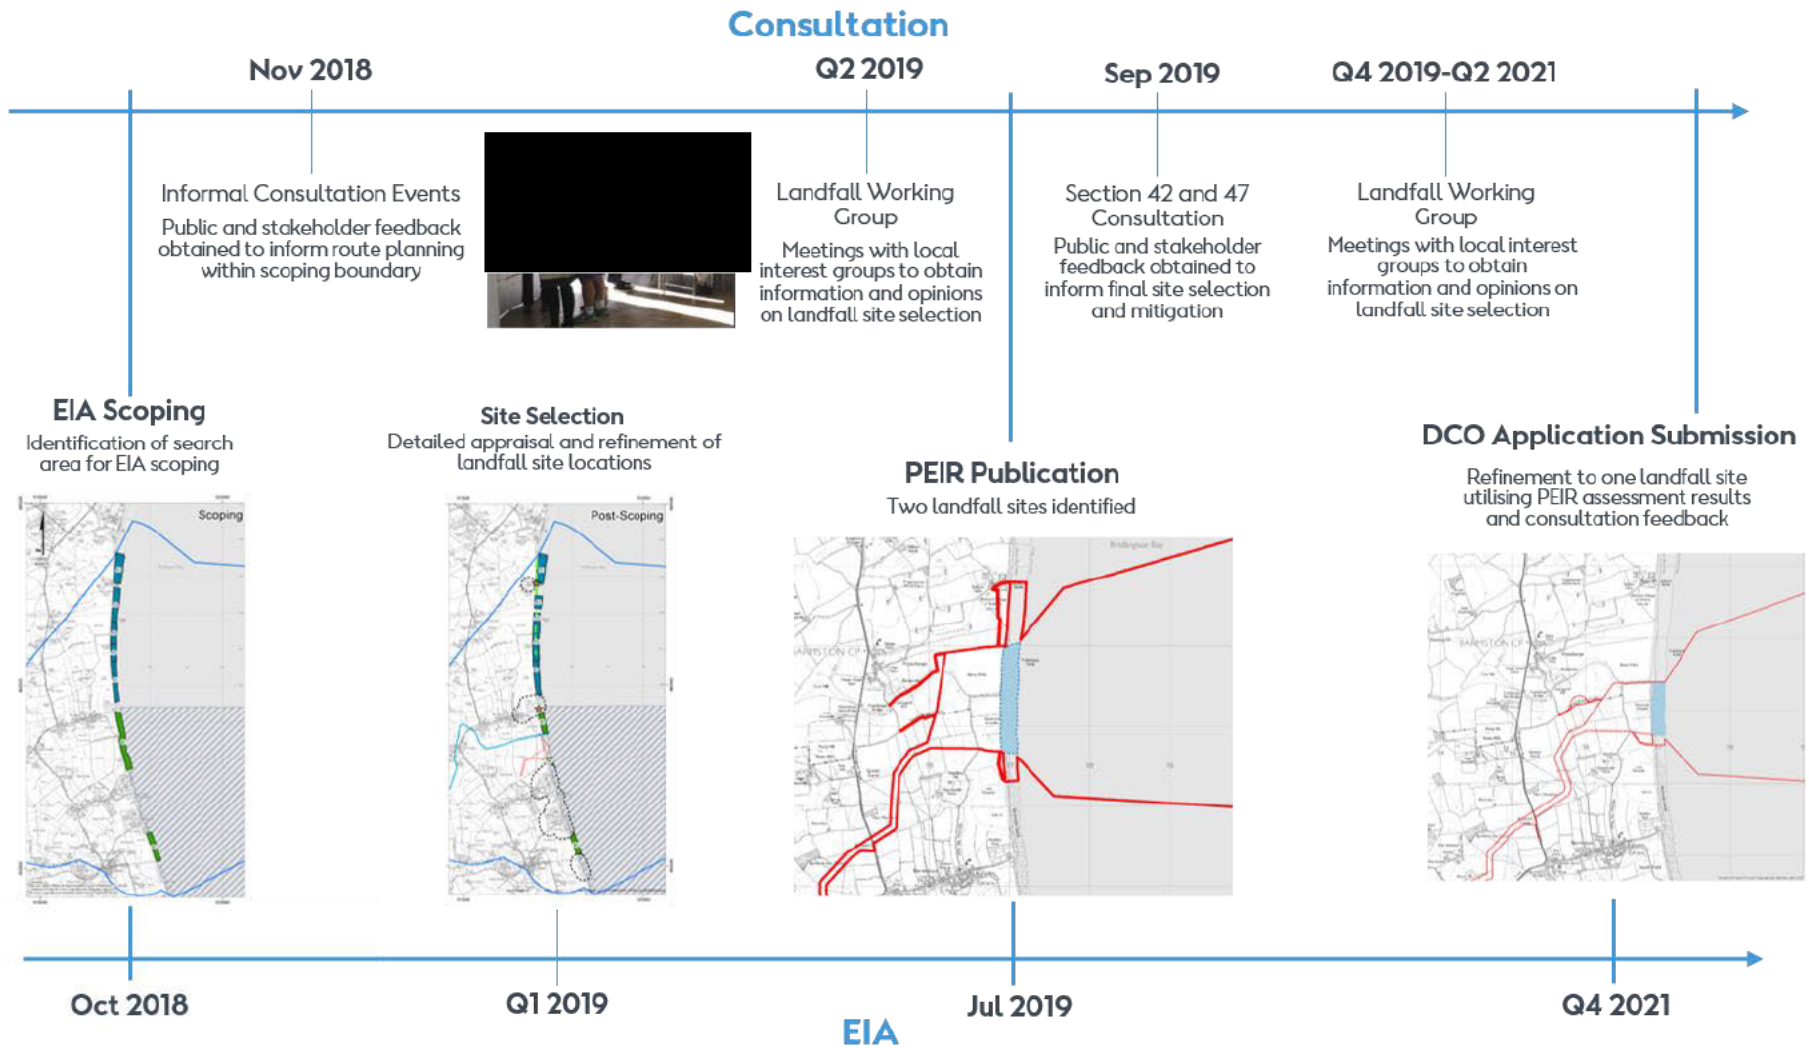 Consultation
Nov 2018
Q2 2019
Sep 2019
Q4 2019-Q2 2021
Informal Consultation Events
Public and stakeholder feedback
obtained to inform route planning
within scoping boundary
Landfall Working
Group
Meetings with local
interest groups to obtain
information and opinions
on landfall site selection
Section 42 and 47
Consultation
Public and stakeholder
feedback obtained to
inform final site selection
and mitigation
Landfall Working
Group
Meetings with local interest
groups to obtain
information and opinions on
landfall site selection
EIA Scoping
Identification of search
area for EIA scoping
Scoping
Site Selection
Detailed appraisal and refinement of
landfall site locations
Post-Scoping
PEIR Publication
Two landfall sites identified
Bridlington Bay
DCO Application Submission
Refinement to one landfall site
utilising PEIR assessment results
and consultation feedback
BARMSTON CP
Oct 2018
Q1 2019
Jul 2019
Q4 2021
EIA